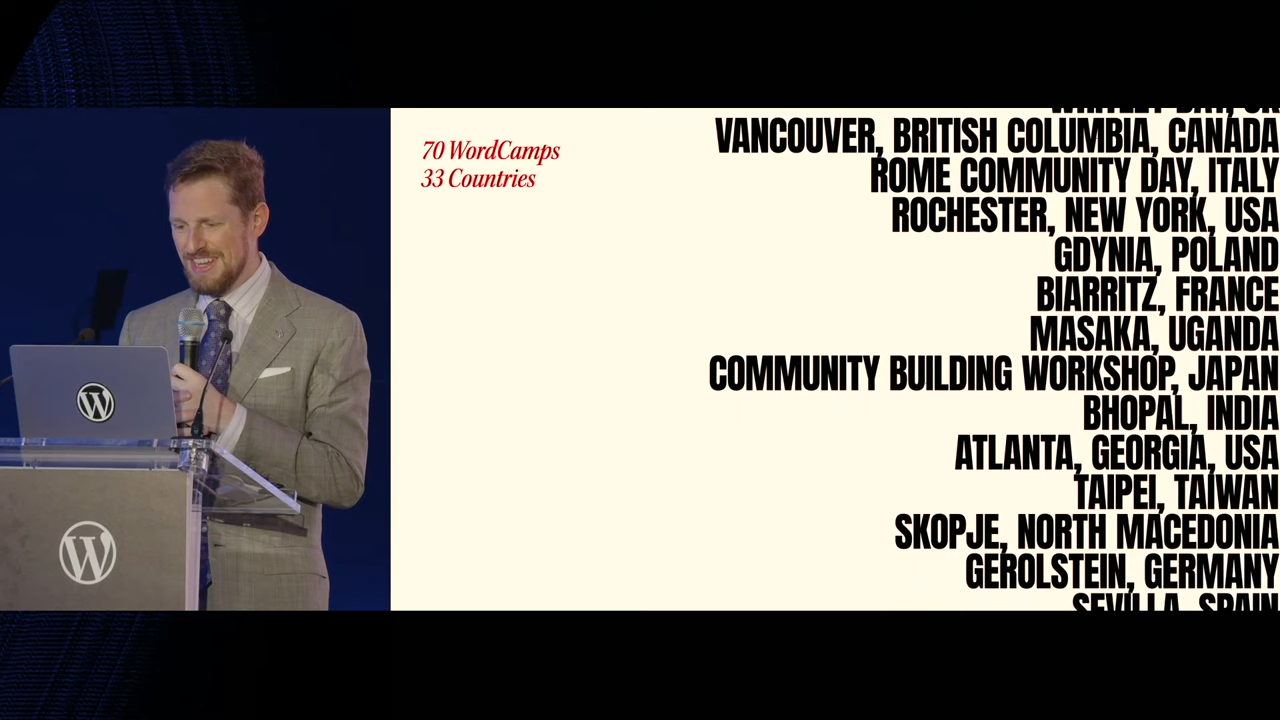 70 WordCamps
33 Countries
VANCOUVER, BRITISH COLUMBIA, CANADA
ROME COMMUNITY DAY, ITALY
ROCHESTER, NEW YORK, USA
GDYNIA, POLAND
BIARRITZ, FRANCE
MASAKA, UGANDA
COMMUNITY BUILDING WORKSHOP, JAPAN
BHOPAL, INDIA
ATLANTA, GEORGIA, USA
TAIPEI, TAIWAN
SKOPJE, NORTH MACEDONIA
GEROLSTEIN, GERMANY
SEVILLA, SPAIN